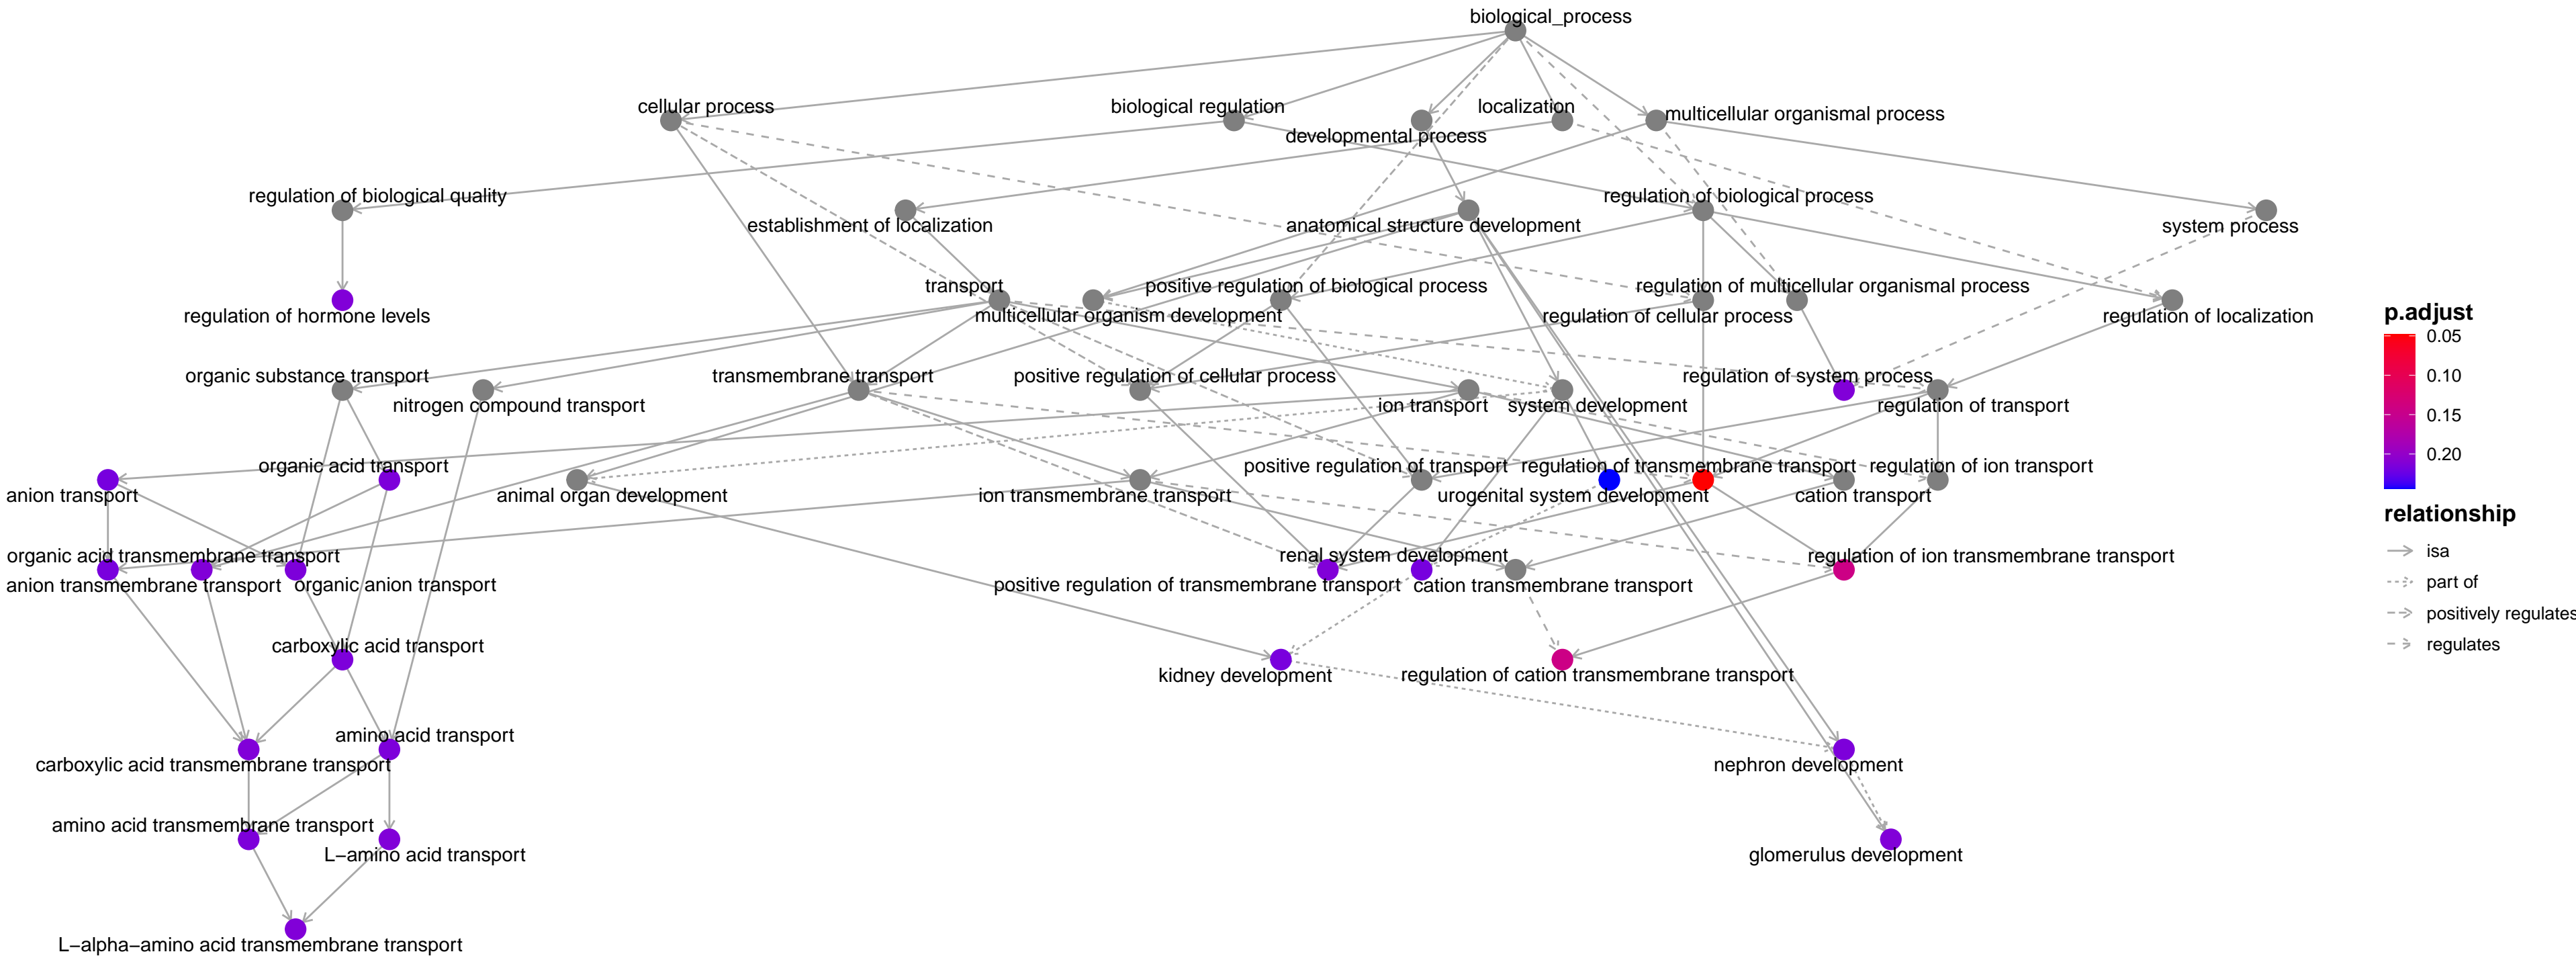 biological_process
cellular process
biological regulation
localization
multicellular organismal process
developmental process
regulation of biological quality
regulation of biological process
establishment of localization
anatomical structure development
system process
transport
positive regulation of biological process
regulation of multicellular organismal process
regulation of hormone levels
multicellular organism development
regulation of cellular process
regulation of localization
organic substance transport
transmembrane transport
positive regulation of cellular process
regulation of system process
nitrogen compound transport
ion transport
system development
regulation of transport
organic acid transport
positive regulation of transport
regulation of transmembrane transport
regulation of ion transport
anion transport
animal organ development
ion transmembrane transport
urogenital system development
cation transport
organic acid transmembrane transport
renal system development
regulation of ion transmembrane transport
anion transmembrane transport
organic anion transport
positive regulation of transmembrane transport
cation transmembrane transport
carboxylic acid transport
kidney development
regulation of cation transmembrane transport
amino acid transport
carboxylic acid transmembrane transport
nephron development
amino acid transmembrane transport
L−amino acid transport
glomerulus development
L−alpha−amino acid transmembrane transport
p.adjust
0.05
0.10
0.15
0.20
relationship
isa
part of
positively regulates
regulates